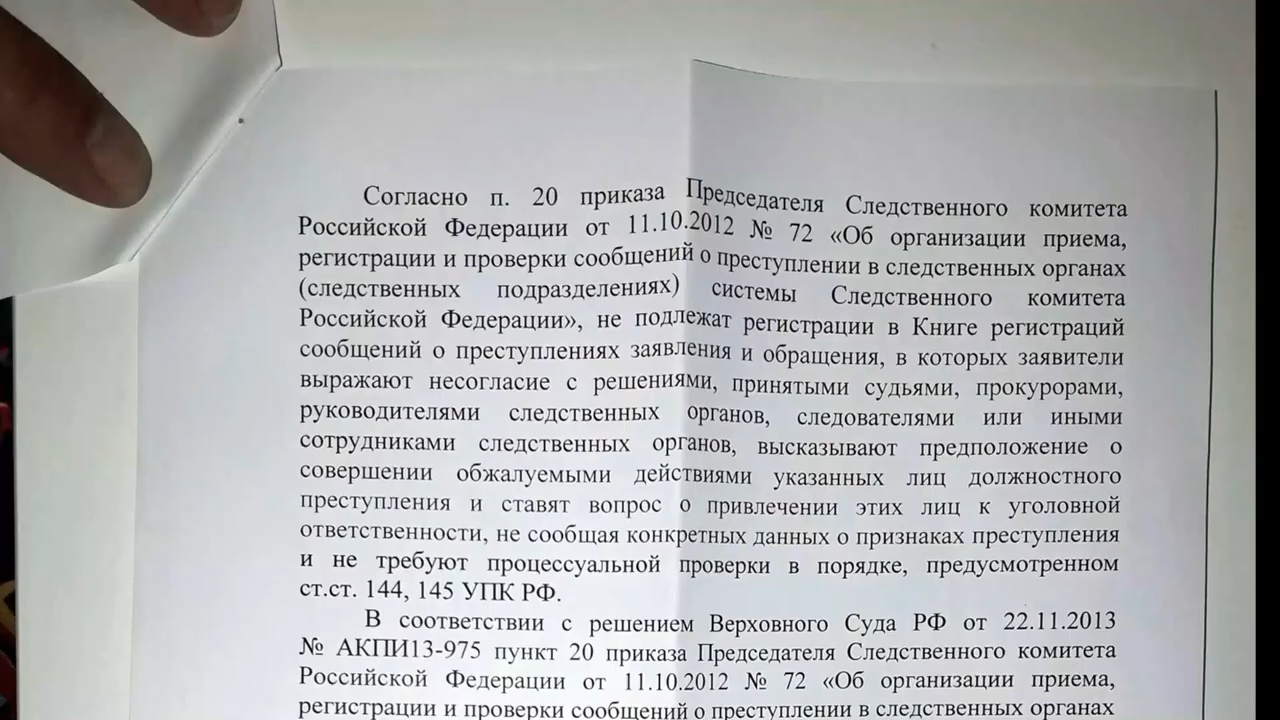 Согласно п. 20 приказа Председателя Следственного комитета
Российской Федерации от 11.10.2012 № 72 «Об организации приема,
регистрации и проверки сообщений о преступлении в следственных органах
(следственных подразделениях) системы Следственного комитета
Российской Федерации», не подлежат регистрации в Книге регистраций
сообщений о преступлениях заявления и обращения, в которых заявители
выражают несогласие с решениями, принятыми судьями, прокурорами,
руководителями следственных органов, следователями или иными
сотрудниками следственных органов, высказывают предположение о
совершении обжалуемыми действиями указанных лиц должностного
преступления и ставят вопрос о привлечении этих лиц к уголовной
ответственности, не сообщая конкретных данных о признаках преступления
и не требуют процессуальной проверки в порядке, предусмотренном
ст.ст. 144, 145 УПК РФ.
В соответствии с решением Верховного Суда РФ от 22.11.2013
№ АКПИ13-975 пункт 20 приказа Председателя Следственного комитета
Российской Федерации от 11.10.2012 № 72 «Об организации приема,
регистрации и проверки сообщений о преступлении в следственных органах